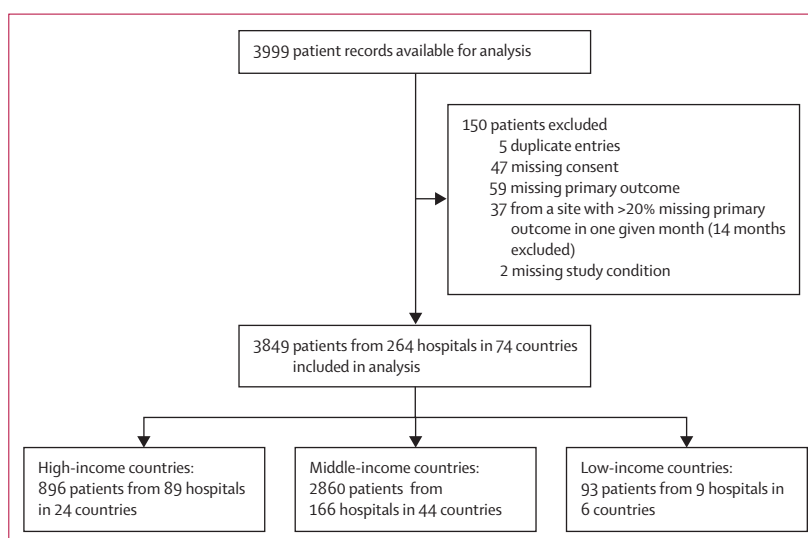 3999 patient records available for analysis
150 patients excluded
5 duplicate entries
47 missing consent
59 missing primary outcome
37 from a site with >20% missing primary
outcome in one given month (14 months
excluded)
2 missing study condition
3849 patients from 264 hospitals in 74 countries
included in analysis
High-income countries:
896 patients from 89 hospitals
in 24 countries
Middle-income countries:
2860 patients from
166 hospitals in 44 countries
Low-income countries:
93 patients from 9 hospitals in
6 countries